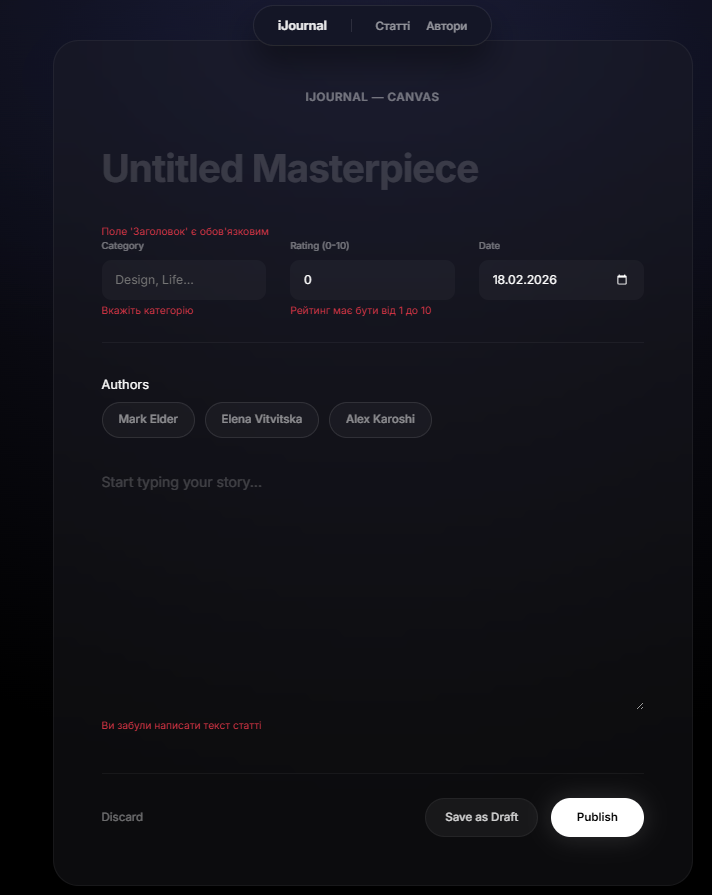 iJournal
Статті
Автори
IJOURNAL — CANVAS
Untitled Masterpiece
Поле 'Заголовок' є обов'язковим
Category
Rating (0-10)
Date
Design, Life...
0
18.02.2026
Вкажіть категорію
Рейтинг має бути від 1 до 10
Authors
Mark Elder
Elena Vitvitska
Alex Karoshi
Start typing your story...
Ви забули написати текст статті
Discard
Save as Draft
Publish